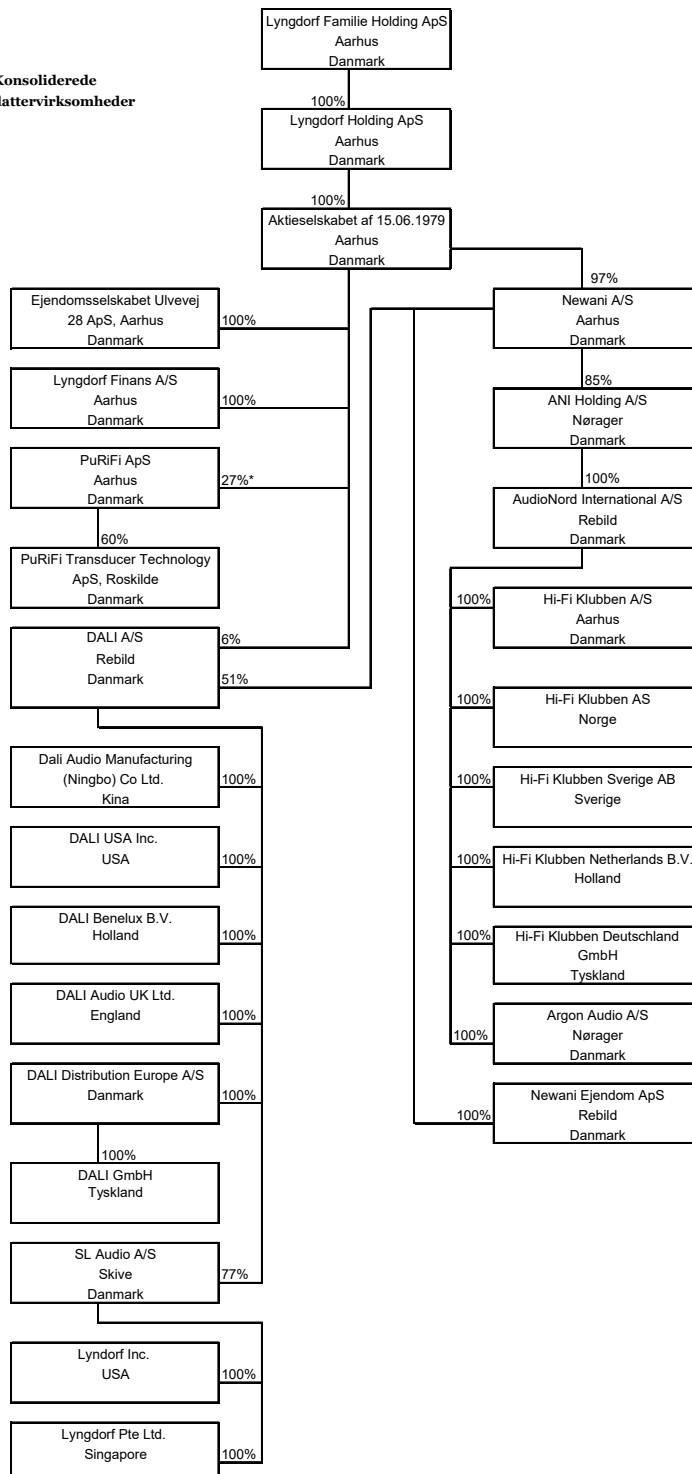 Lyngdorf Familie Holding ApS
Aarhus
Danmark
Konsoliderede
dattervirksomheder
100%
Lyngdorf Holding ApS
Aarhus
Danmark
100%
Aktieselskabet af 15.06.1979
Aarhus
Danmark
Ejendomsselskabet Ulvevej
28 ApS, Aarhus
Danmark
100%
Lyngdorf Finans A/S
Aarhus
Danmark
100%
PuRiFi ApS
Aarhus
Danmark
27%*
60%
PuRiFi Transducer Technology
ApS, Roskilde
Danmark
DALI A/S
Rebild
Danmark
6%
51%
Dali Audio Manufacturing
(Ningbo) Co Ltd.
Kina
100%
DALI USA Inc.
USA
100%
DALI Benelux B.V.
Holland
100%
DALI Audio UK Ltd.
England
100%
DALI Distribution Europe A/S
Danmark
100%
100%
DALI GmbH
Tyskland
SL Audio A/S
Skive
Danmark
77%
Lyndorf Inc.
USA
100%
Lyngdorf Pte Ltd.
Singapore
100%
97%
Newani A/S
Aarhus
Danmark
85%
ANI Holding A/S
Nørager
Danmark
100%
AudioNord International A/S
Rebild
Danmark
100%
Hi-Fi Klubben A/S
Aarhus
Danmark
100%
Hi-Fi Klubben AS
Norge
100%
Hi-Fi Klubben Sverige AB
Sverige
100%
Hi-Fi Klubben Netherlands B.V.
Holland
100%
Hi-Fi Klubben Deutschland
GmbH
Tyskland
100%
Argon Audio A/S
Nørager
Danmark
100%
Newani Ejendom ApS
Rebild
Danmark